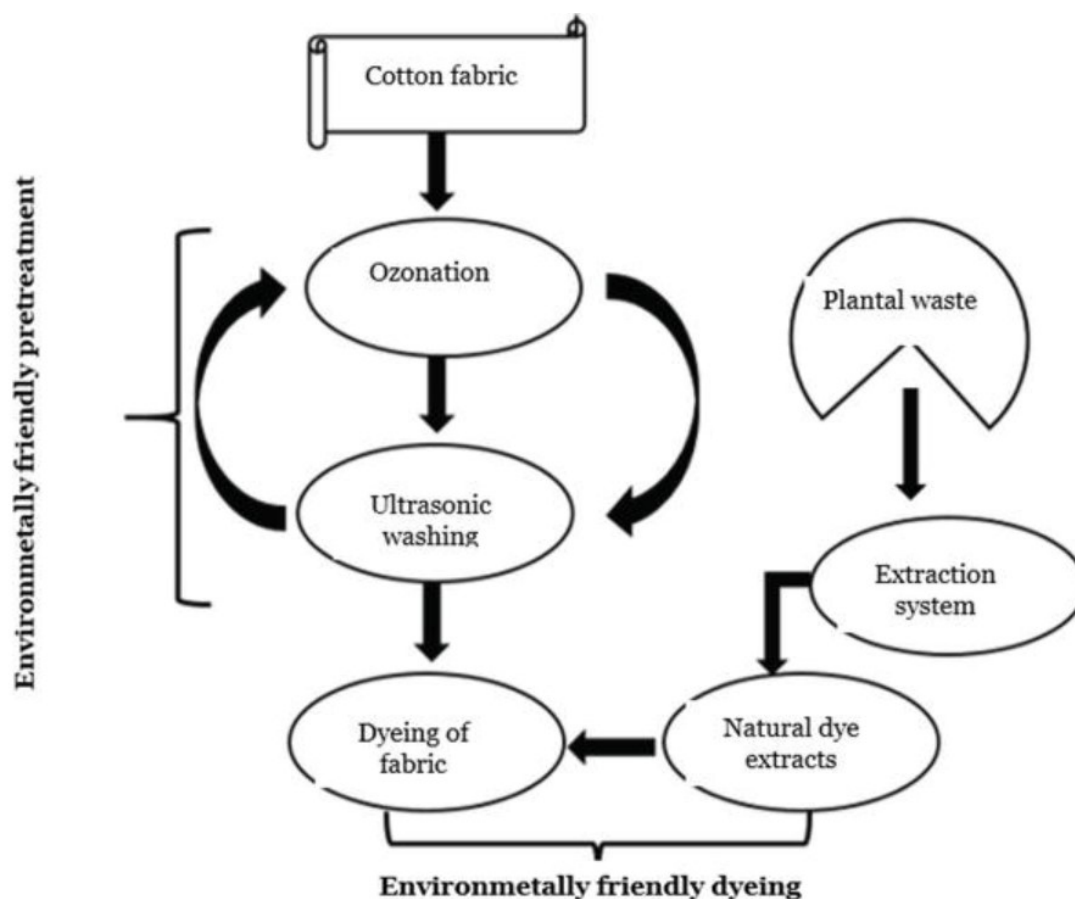 Cotton fabric
Environmetally friendly pretreatment
Ozonation
Plantal waste
Ultrasonic
washing
Extraction
system
Dyeing of
fabric
Natural dye
extracts
Environmetally friendly dyeing